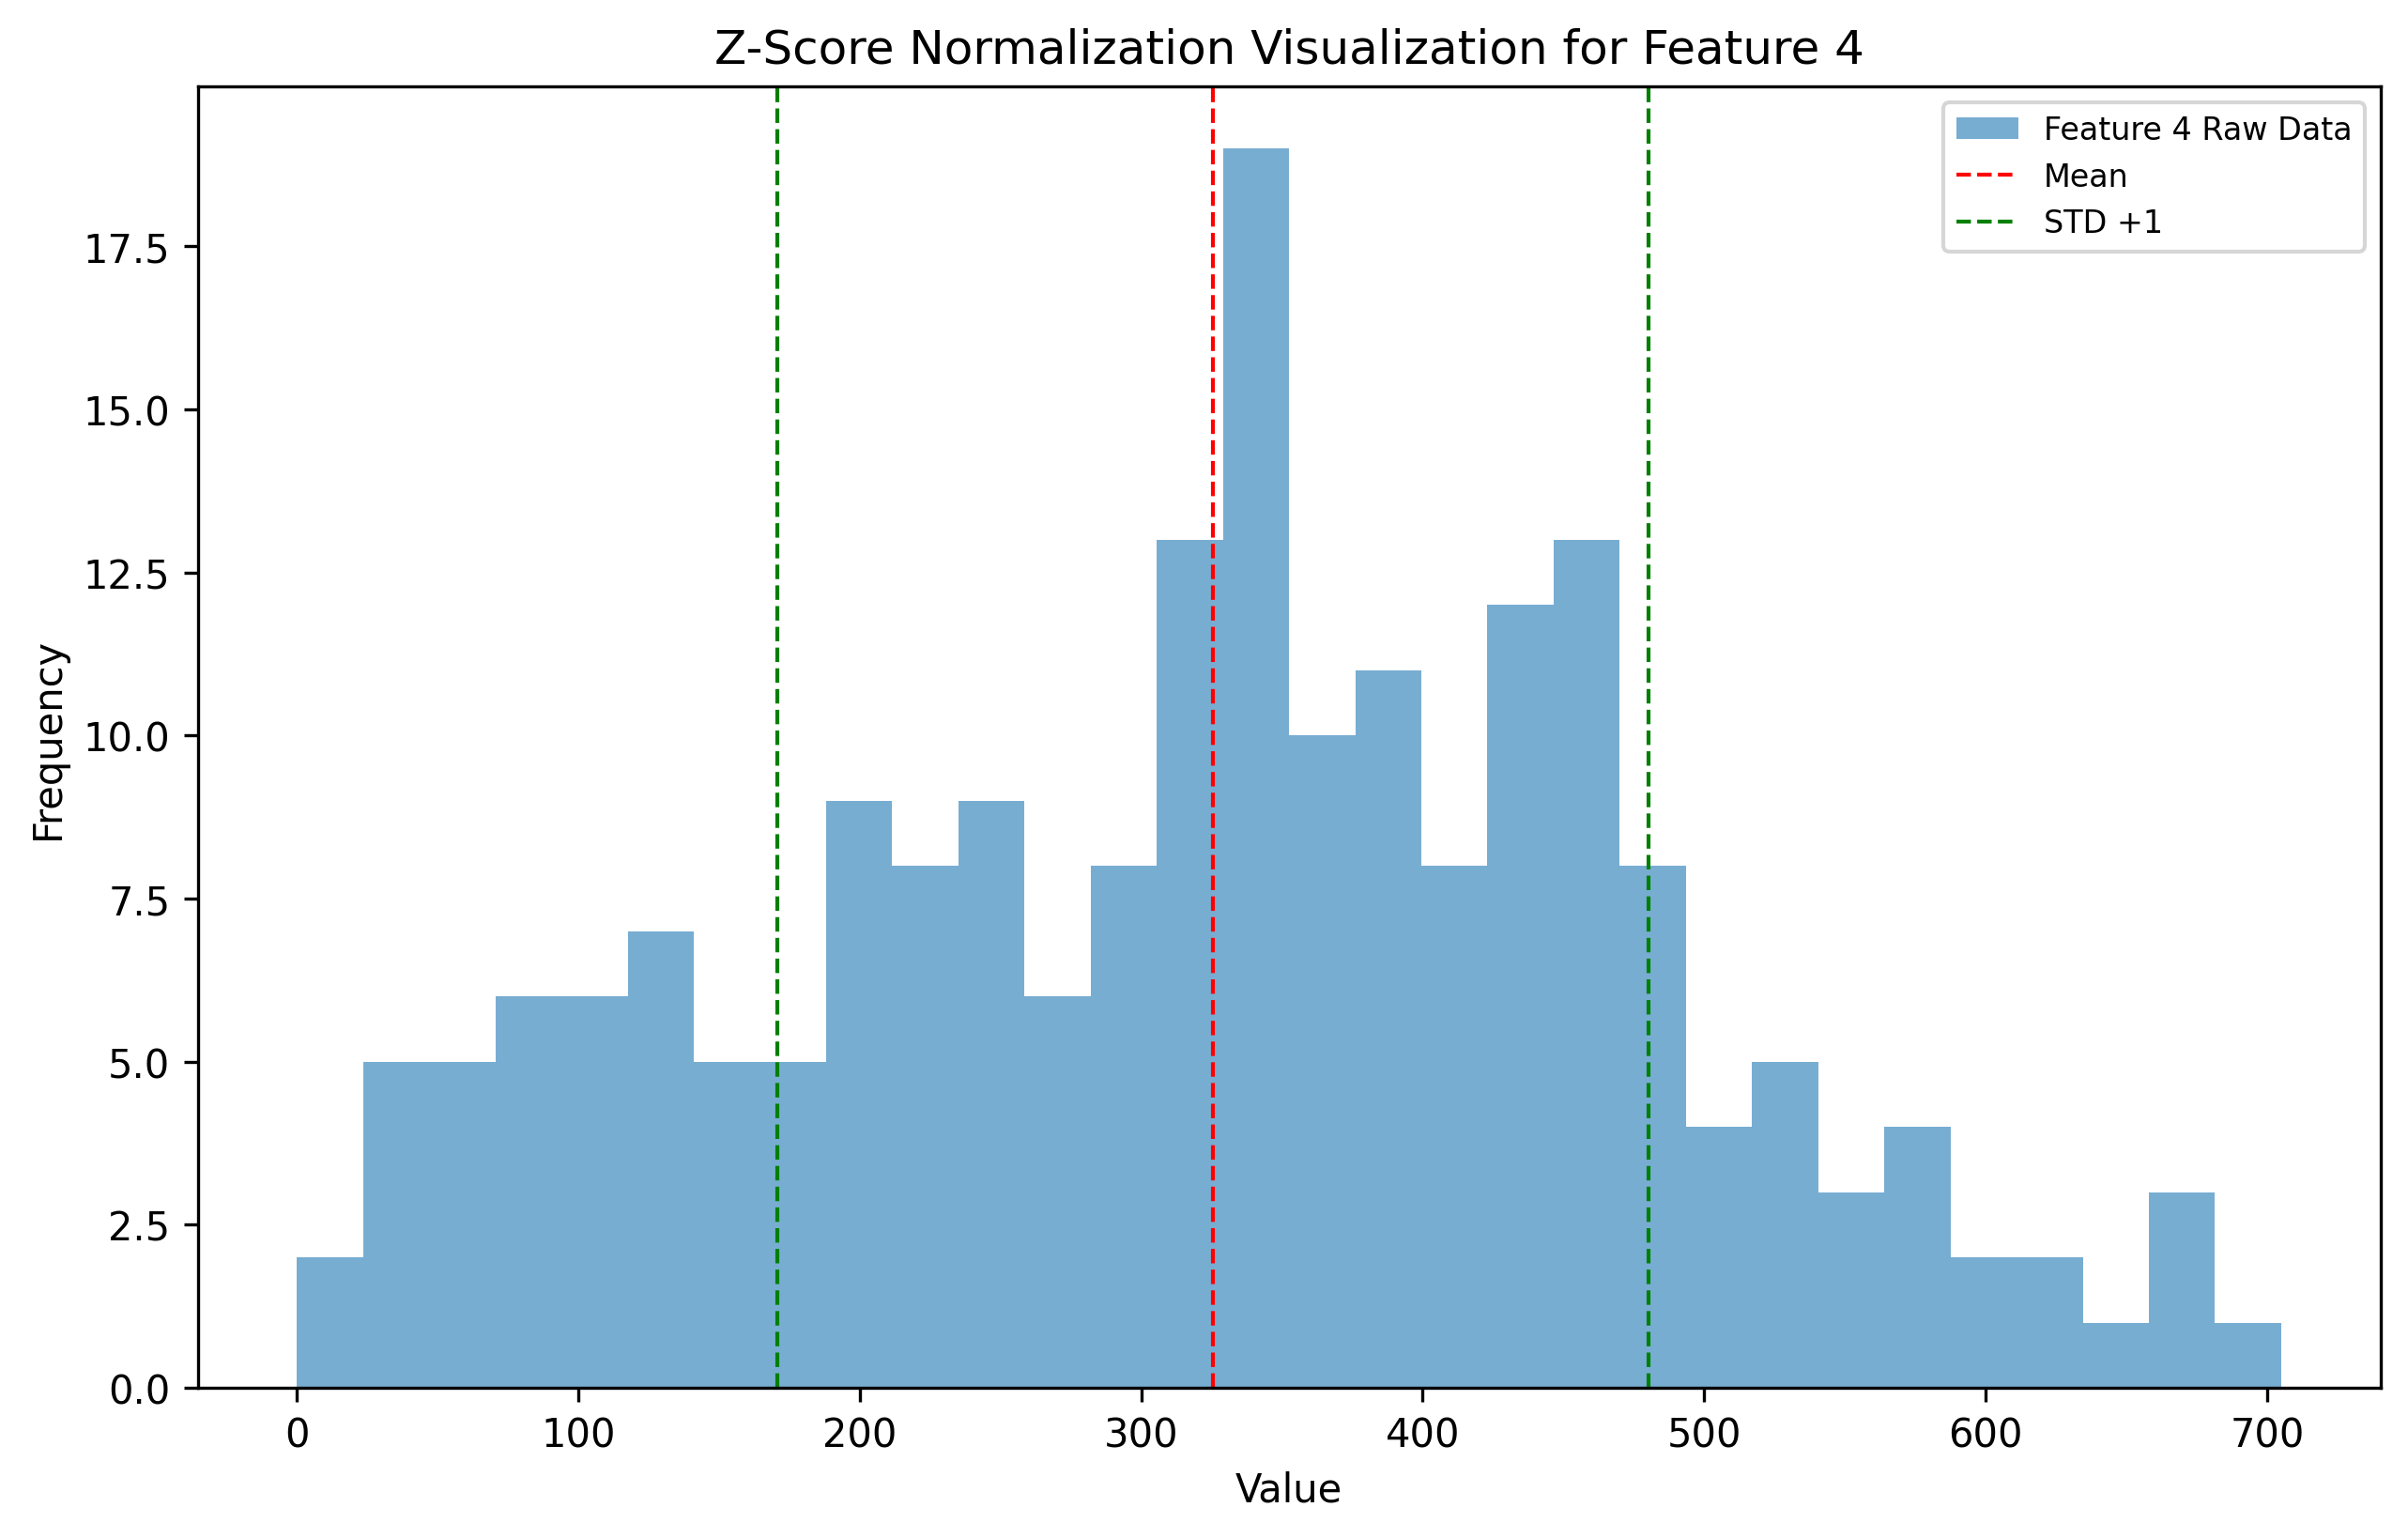 Z-Score Normalization Visualization for Feature 4
Feature 4 Raw Data
Mean
STD +1
17.5
15.0
12.5
10.0
7.5
5.0
2.5
0.0
Frequency
0 100 200 300 400 500 600 700
Value